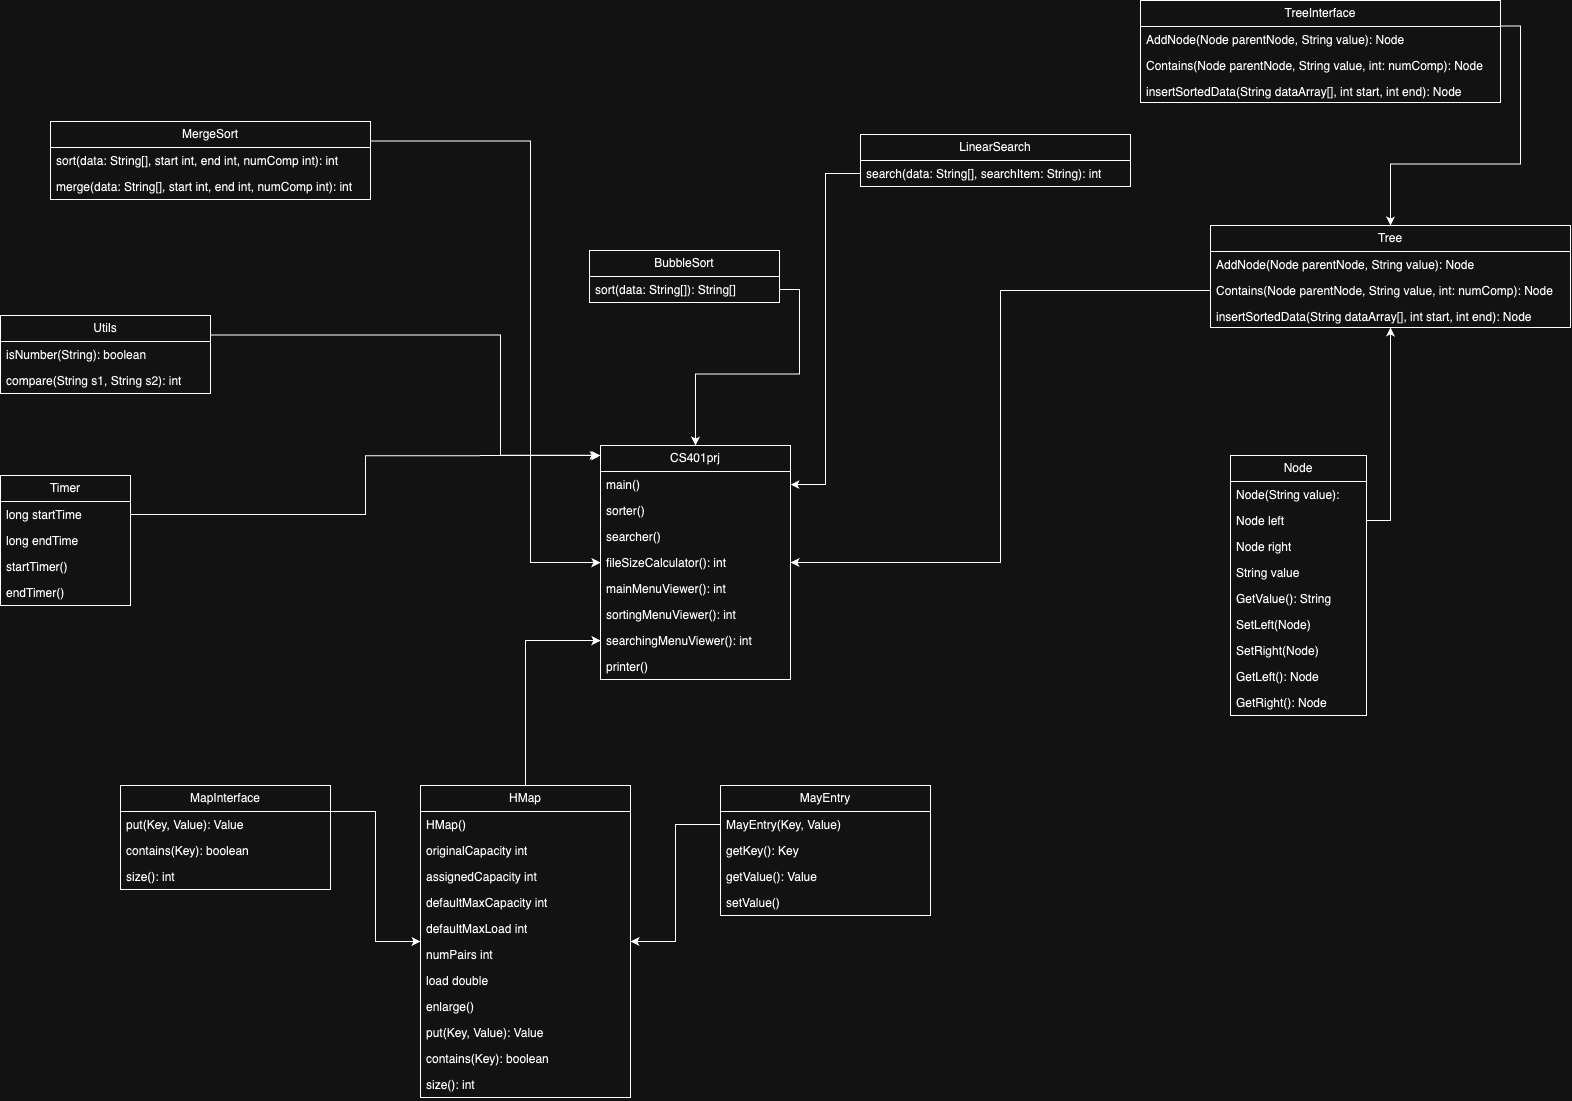 TreeInterface
AddNode(Node parentNode, String value): Node
Contains(Node parentNode, String value, int: numComp): Node
insertSortedData(String dataArray[], int start, int end): Node
MergeSort
sort(data: String[], start int, end int, numComp int): int
merge(data: String[], start int, end int, numComp int): int
LinearSearch
search(data: String[], searchItem: String): int
BubbleSort
sort(data: String[]): String[]
Tree
AddNode(Node parentNode, String value): Node
Contains(Node parentNode, String value, int: numComp): Node
insertSortedData(String dataArray[], int start, int end): Node
Utils
isNumber(String): boolean
compare(String s1, String s2): int
Timer
long startTime
long endTime
startTimer()
endTimer()
CS401prj
main()
sorter()
searcher()
fileSizeCalculator(): int
mainMenuViewer(): int
sortingMenuViewer(): int
searchingMenuViewer(): int
printer()
Node
Node(String value):
Node left
Node right
String value
GetValue(): String
SetLeft(Node)
SetRight(Node)
GetLeft(): Node
GetRight(): Node
MapInterface
put(Key, Value): Value
contains(Key): boolean
size(): int
HMap
HMap()
originalCapacity int
assignedCapacity int
defaultMaxCapacity int
defaultMaxLoad int
numPairs int
load double
enlarge()
put(Key, Value): Value
contains(Key): boolean
size(): int
MayEntry
MayEntry(Key, Value)
getKey(): Key
getValue(): Value
setValue()